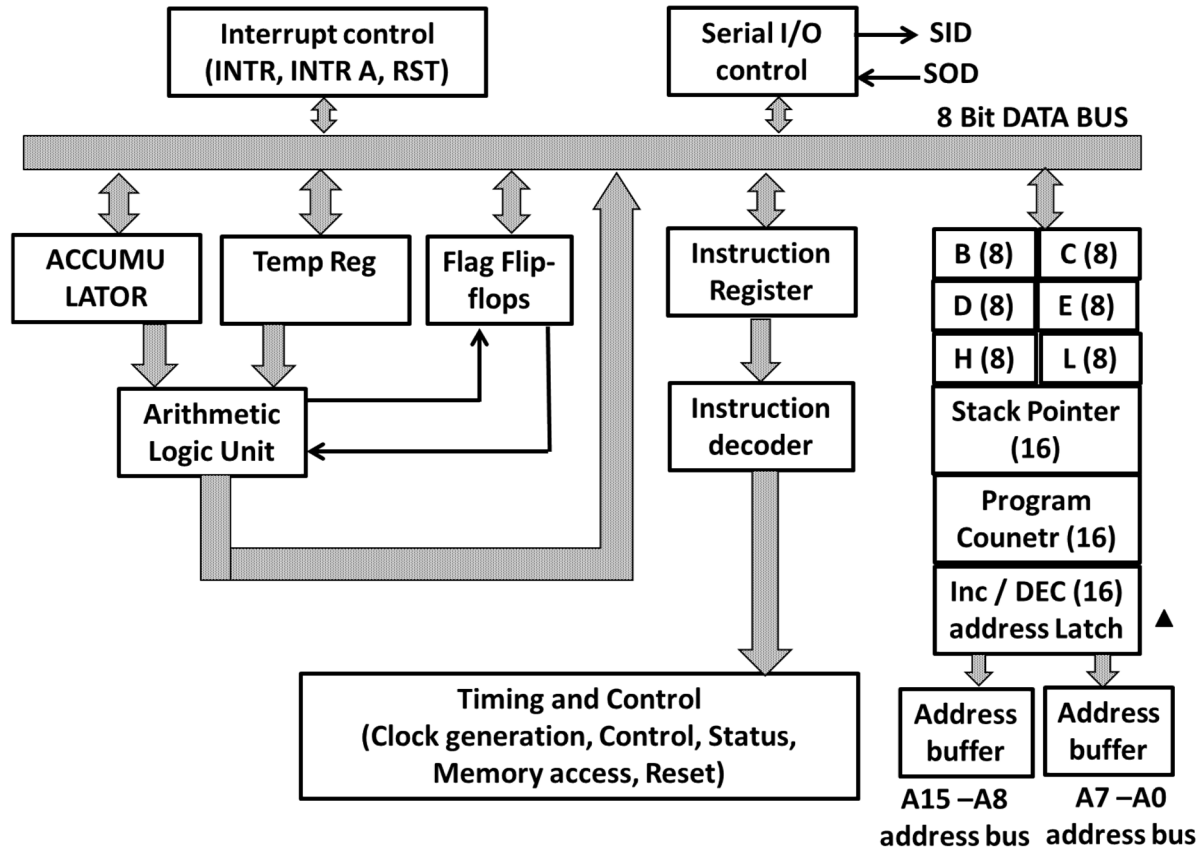 Interrupt control
(INTR, INTR A, RST)
Serial I/O
control
SID
SOD
8 Bit DATA BUS
ACCUMU
LATOR
Temp Reg
Flag Flip-
flops
Instruction
Register
B (8)
C (8)
D (8)
E (8)
H (8)
L (8)
Arithmetic
Logic Unit
Instruction
decoder
Stack Pointer
(16)
Program
Counetr (16)
Inc / DEC (16)
address Latch
Timing and Control
(Clock generation, Control, Status,
Memory access, Reset)
Address
buffer
Address
buffer
A15 –A8
address bus
A7 –A0
address bus